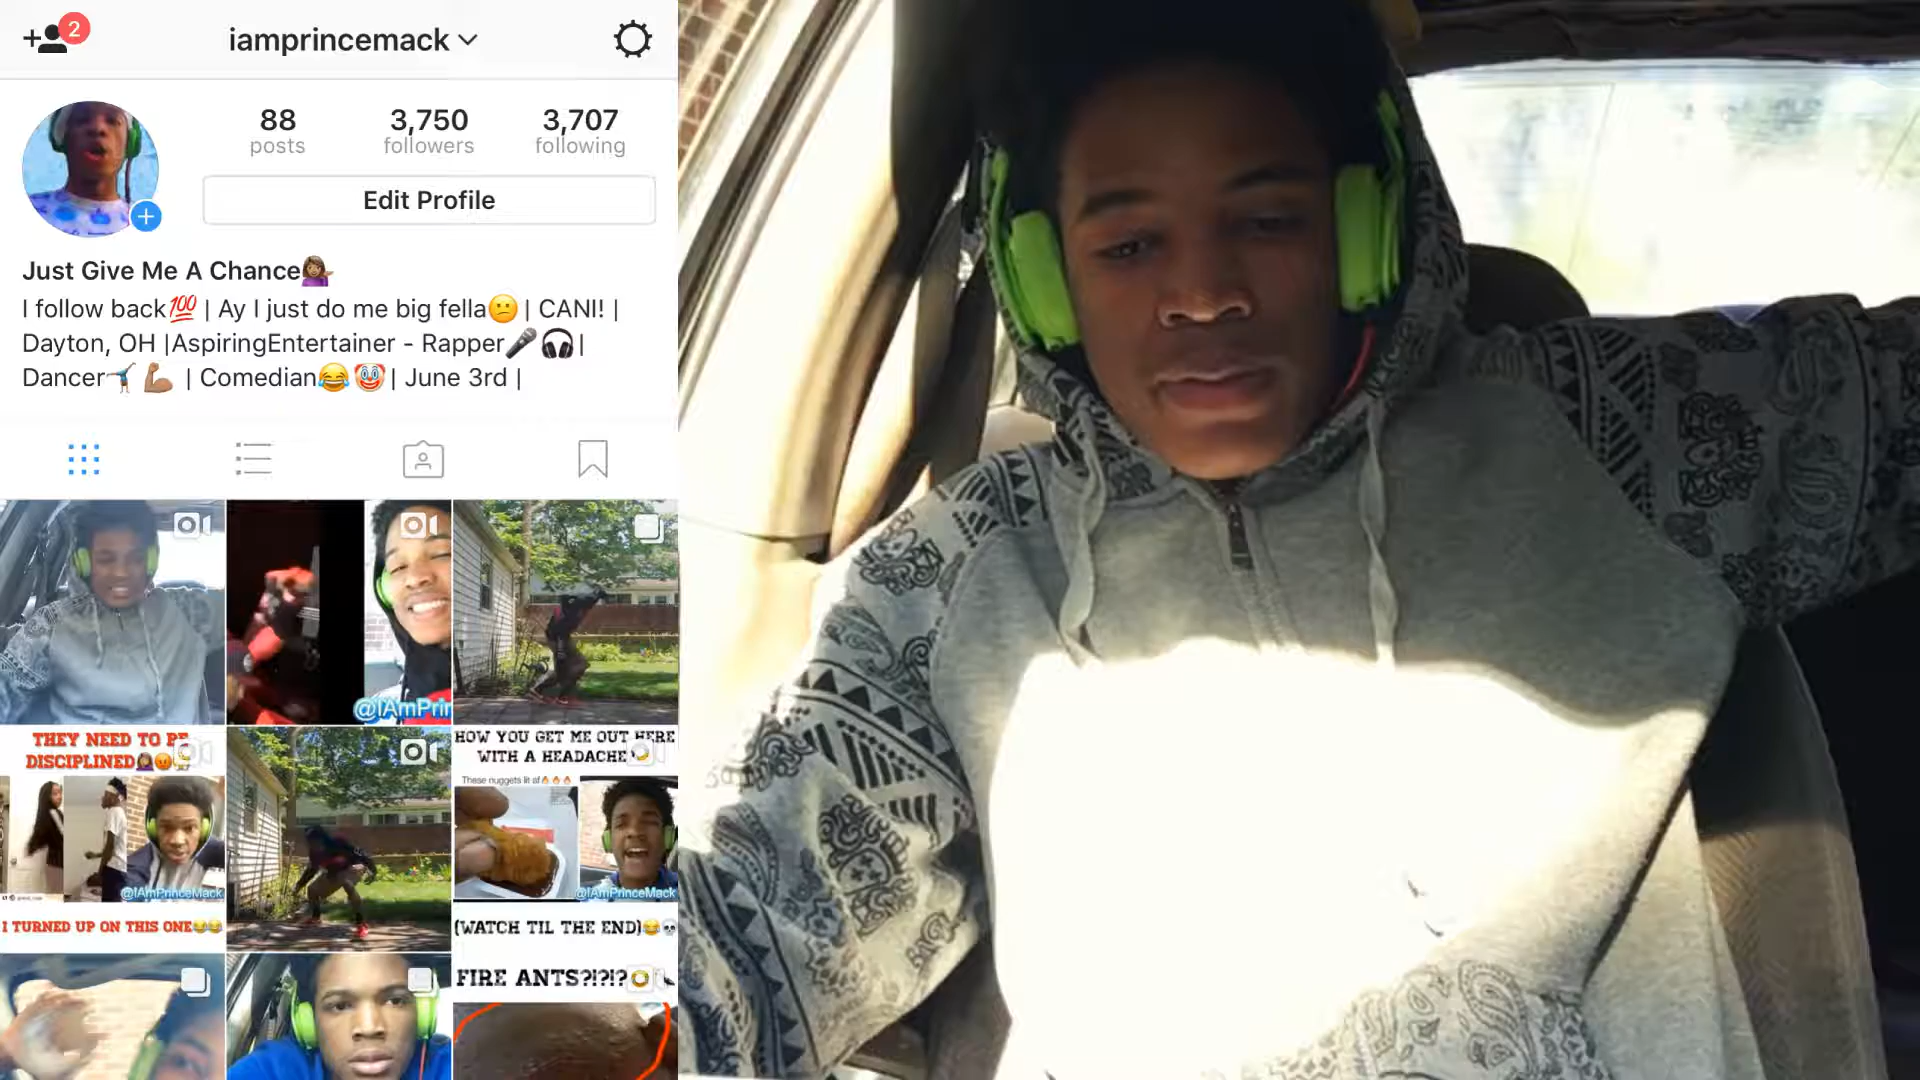 2
iamprincemack
88 posts
3,750 followers
3,707 following
Edit Profile
Just Give Me A Chance💁🏽‍♀️
I follow back💯 | Ay I just do me big fella😕 | CANI! |
Dayton, OH |AspiringEntertainer - Rapper🎤🎧|
Dancer🤸🏽‍♂️💪🏽 | Comedian😂🤡| June 3rd |
@IAmPrin
THEY NEED TO BE
DISCIPLINED
@IAmPrinceMack
I TURNED UP ON THIS ONE😂😂
HOW YOU GET ME OUT HERE
WITH A HEADACHE
These nuggets lit af🔥🔥🔥
@IAmPrinceMack
(WATCH TIL THE END)😂💀
FIRE ANTS?!?!?